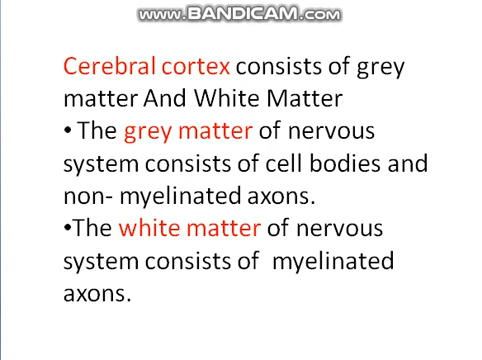 www.BANDICAM.com
Cerebral cortex consists of grey
matter And White Matter
• The grey matter of nervous
system consists of cell bodies and
non- myelinated axons.
•The white matter of nervous
system consists of  myelinated
axons.